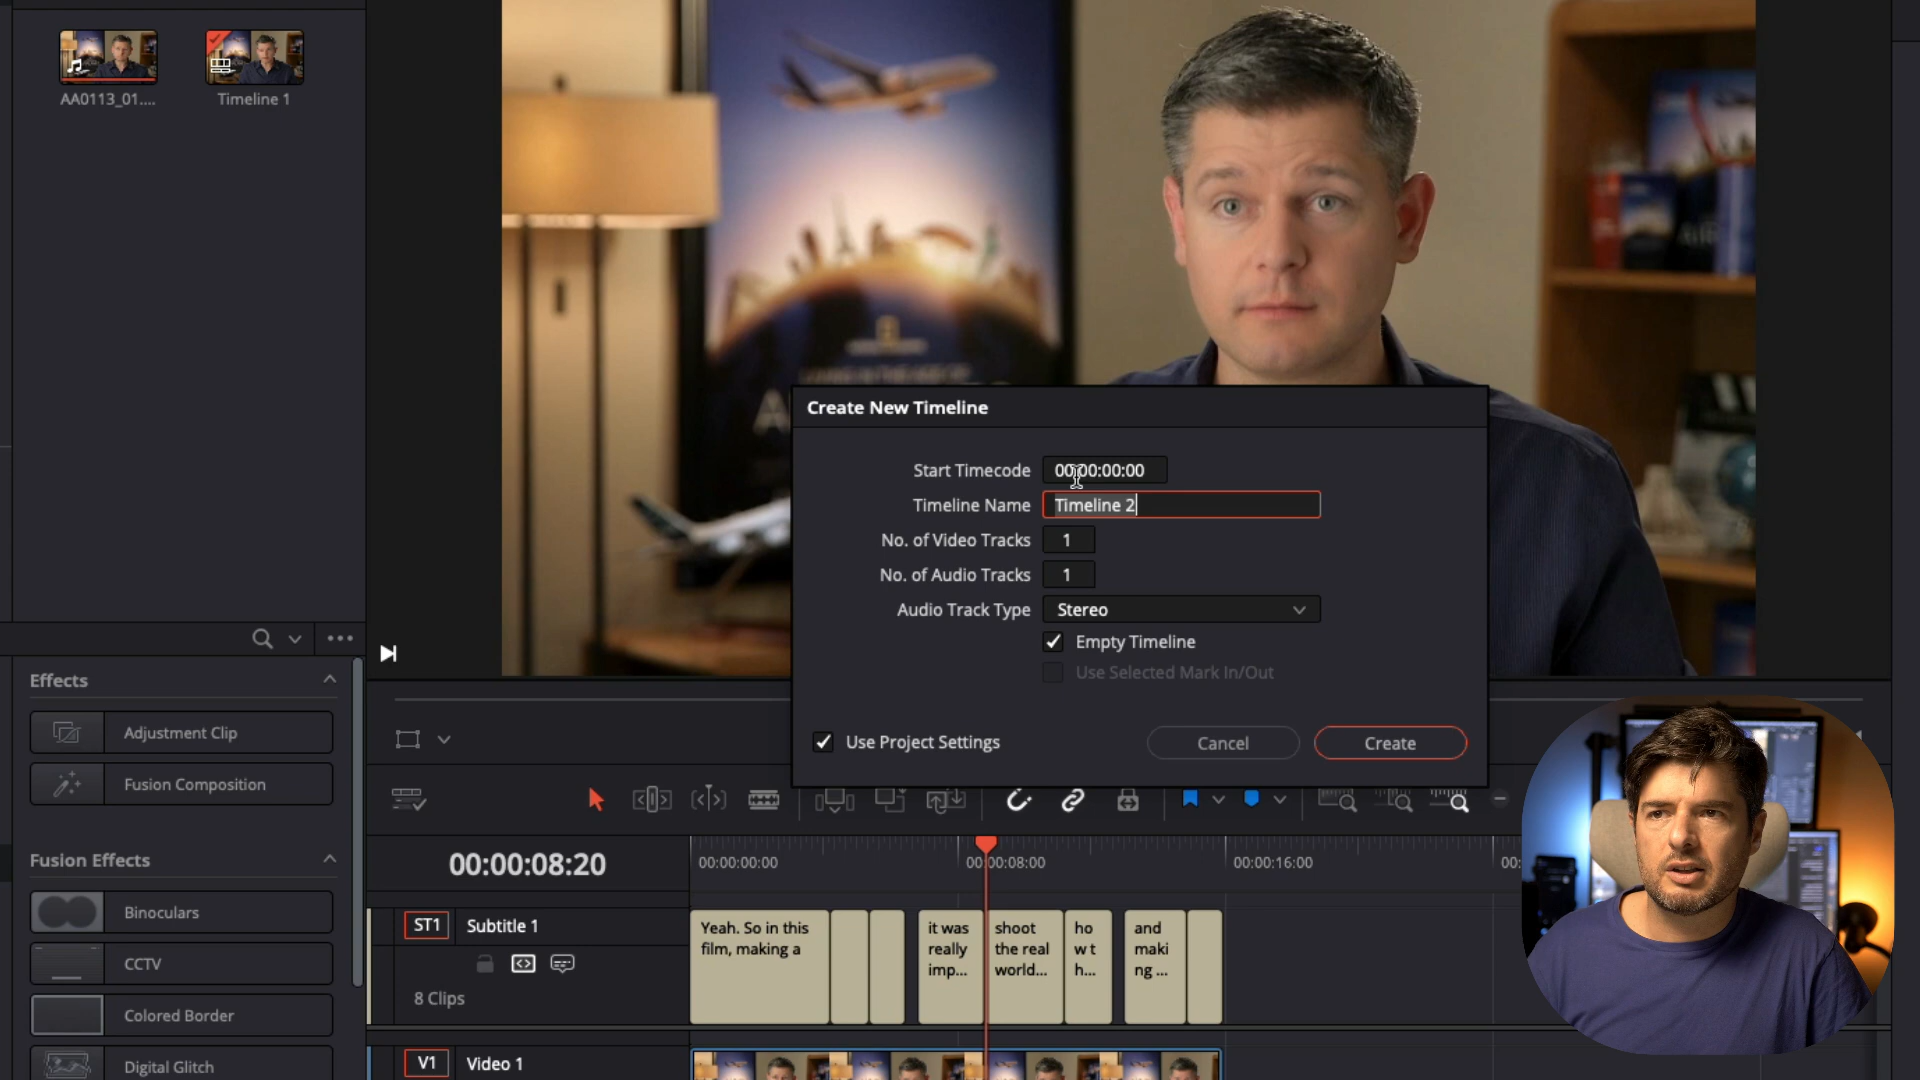 AA0113_01....
Timeline 1
Create New Timeline
Start Timecode 00:00:00:00
Timeline Name Timeline 2
No. of Video Tracks 1
No. of Audio Tracks 1
Audio Track Type Stereo
Empty Timeline
Use Selected Mark In/Out
Use Project Settings
Cancel
Create
Effects
Adjustment Clip
Fusion Composition
Fusion Effects
Binoculars
CCTV
Colored Border
Digital Glitch
00:00:08:20
00:00:00:00
00:00:08:00
00:00:16:00
00:
ST1 Subtitle 1
8 Clips
Yeah. So in this
film, making a
it was
really
imp...
shoot
the real
world...
ho
w t
h...
and
maki
ng ...
V1 Video 1